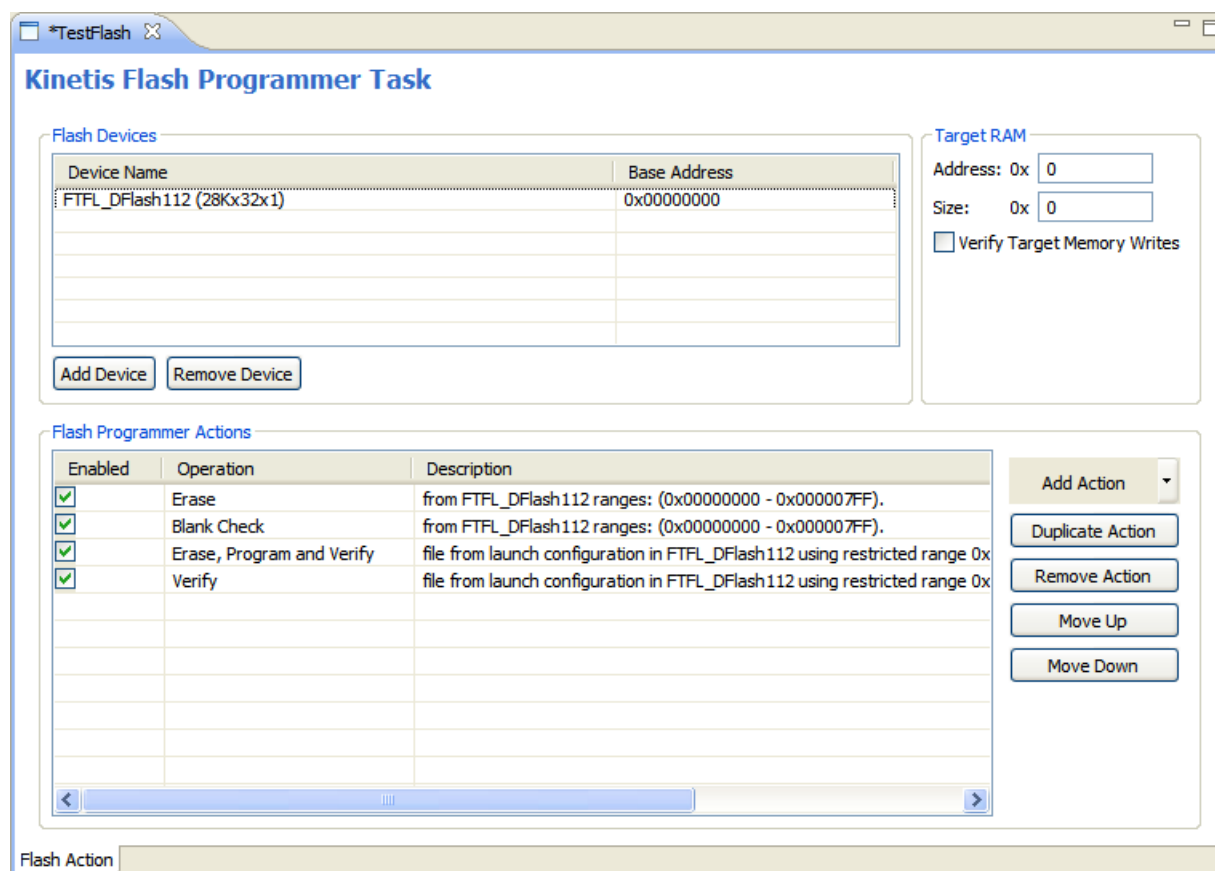 *TestFlash
Kinetis Flash Programmer Task
Flash Devices
Device Name Base Address
FTFL_DFlash112 (28Kx32x1) 0x00000000
Add Device Remove Device
Target RAM
Address: 0x 0
Size: 0x 0
Verify Target Memory Writes
Flash Programmer Actions
Enabled Operation Description
Erase from FTFL_DFlash112 ranges: (0x00000000 - 0x000007FF).
Blank Check from FTFL_DFlash112 ranges: (0x00000000 - 0x000007FF).
Erase, Program and Verify file from launch configuration in FTFL_DFlash112 using restricted range 0x
Verify file from launch configuration in FTFL_DFlash112 using restricted range 0x
Add Action
Duplicate Action
Remove Action
Move Up
Move Down
Flash Action